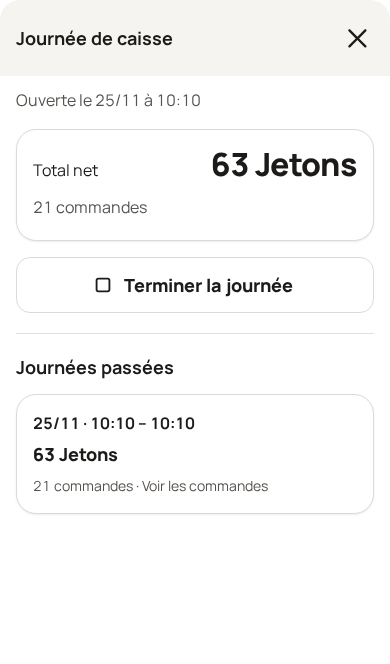 Journée de caisse
Ouverte le 25/11 à 10:10
Total net 63 Jetons
21 commandes
Terminer la journée
Journées passées
25/11 · 10:10 – 10:10
63 Jetons
21 commandes · Voir les commandes